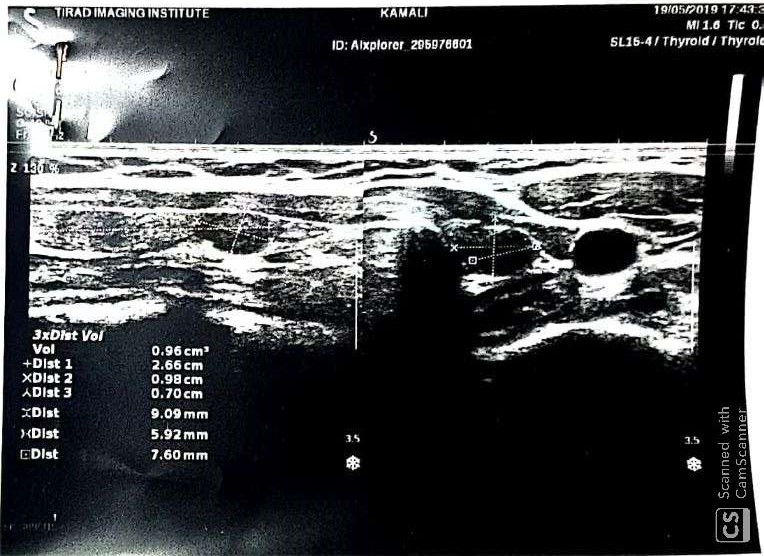 TIRAD IMAGING INSTITUTE KAMALI 19/05/2019 17:43:3
MI 1.6 Tic 0.
ID: Aixplorer_295976601 SL15-4 / Thyroid / Thyroid
S
Z 130 %
3xDist Vol
Vol 0.96 cm³
+Dist 1 2.66 cm
×Dist 2 0.98 cm
Dist 3 0.70 cm
Dist 9.09 mm
Dist 5.92 mm
Dist 7.60 mm
3.5 3.5
Scanned with
CamScanner
CS